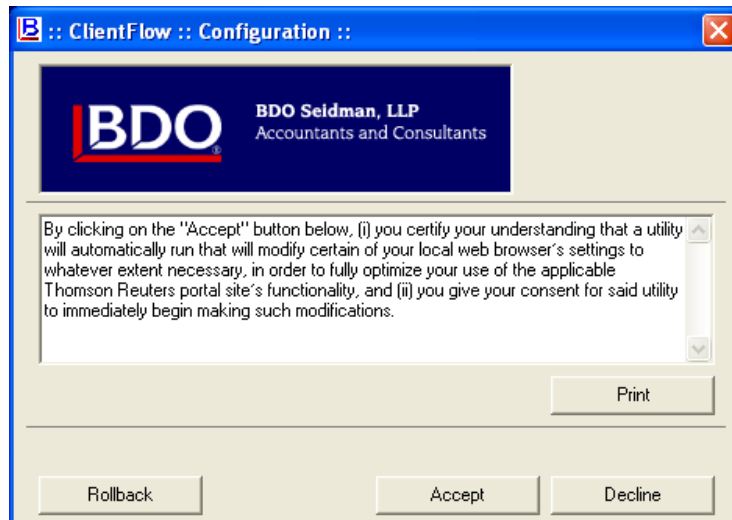 B :: ClientFlow :: Configuration ::
BDO®
BDO Seidman, LLP
Accountants and Consultants
By clicking on the "Accept" button below, (i) you certify your understanding that a utility
will automatically run that will modify certain of your local web browser's settings to
whatever extent necessary, in order to fully optimize your use of the applicable
Thomson Reuters portal site's functionality, and (ii) you give your consent for said utility
to immediately begin making such modifications.
Print
Rollback
Accept
Decline